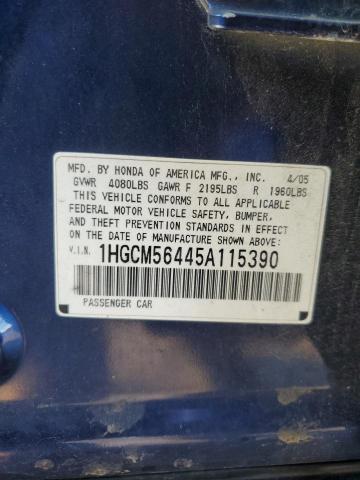 MFD. BY HONDA OF AMERICA MFG., INC. 4/05
GVWR 4080LBS GAWR F 2195LBS R 1960LBS
THIS VEHICLE CONFORMS TO ALL APPLICABLE
FEDERAL MOTOR VEHICLE SAFETY, BUMPER,
AND THEFT PREVENTION STANDARDS IN EFFECT
ON THE DATE OF MANUFACTURE SHOWN ABOVE:
V.I.N. 1HGCM56445A115390
PASSENGER CAR